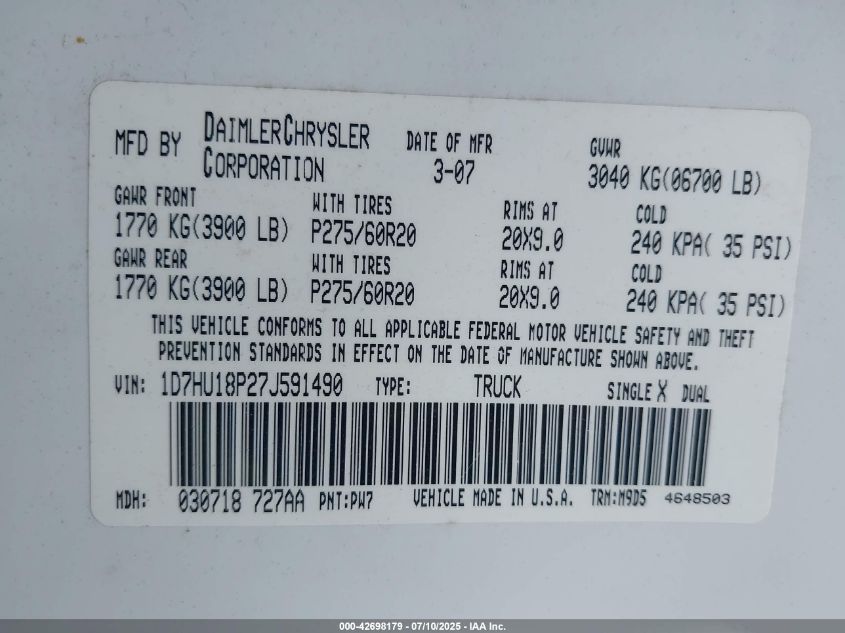 MFD BY DAIMLERCHRYSLER CORPORATION DATE OF MFR 3-07 GVWR 3040 KG(06700 LB)
GAWR FRONT WITH TIRES RIMS AT COLD
1770 KG(3900 LB) P275/60R20 20X9.0 240 KPA( 35 PSI)
GAWR REAR WITH TIRES RIMS AT COLD
1770 KG(3900 LB) P275/60R20 20X9.0 240 KPA( 35 PSI)
THIS VEHICLE CONFORMS TO ALL APPLICABLE FEDERAL MOTOR VEHICLE SAFETY AND THEFT
PREVENTION STANDARDS IN EFFECT ON THE DATE OF MANUFACTURE SHOWN ABOVE.
VIN: 1D7HU18P27J591490 TYPE: TRUCK SINGLE X DUAL
MDH: 030718 727AA PNT:PW7 VEHICLE MADE IN U.S.A. TRM:M9D5 4648503
000-42698179 - 07/10/2025 - IAA Inc.